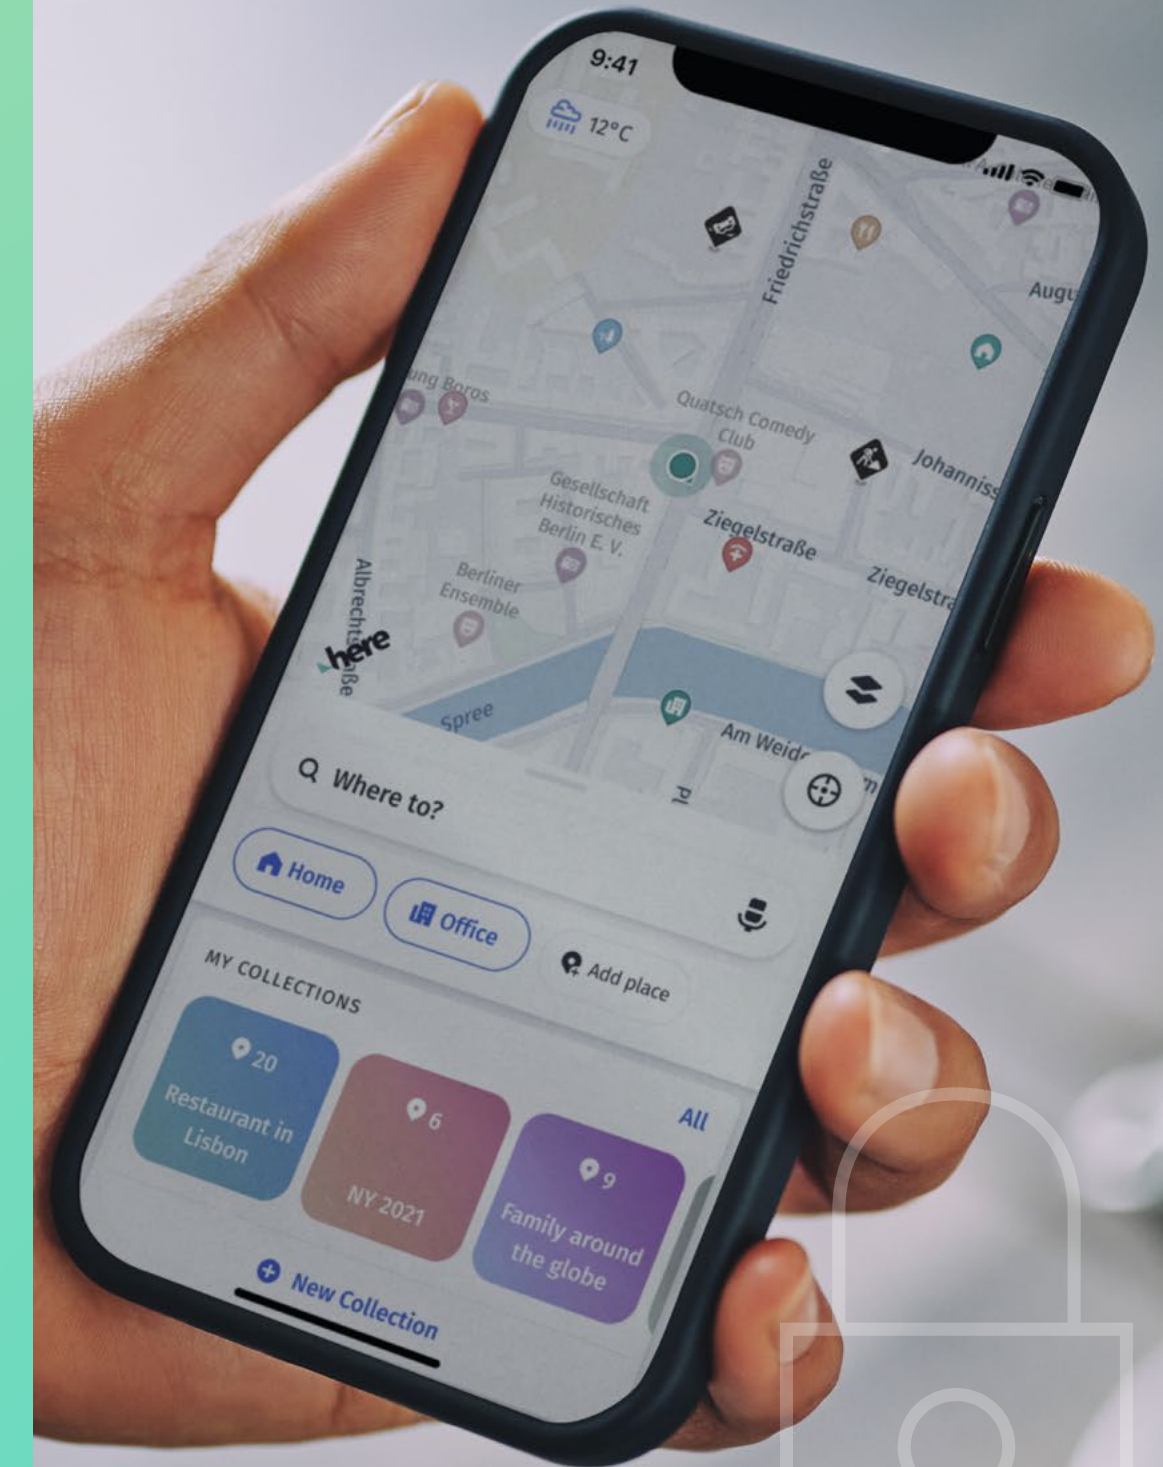 9:41
12°C
Friedrichstraße
Augu
ung Boros
Quatsch Comedy
Club
Johanniss
Gesellschaft
Historisches
Berlin E. V.
Ziegelstraße
Ziegelstra
Berliner
Ensemble
Albrechtstraße
here
Spree
Am Weide
m
Pl
Where to?
Home
Office
Add place
MY COLLECTIONS
All
20
Restaurant in
Lisbon
6
NY 2021
9
Family around
the globe
New Collection